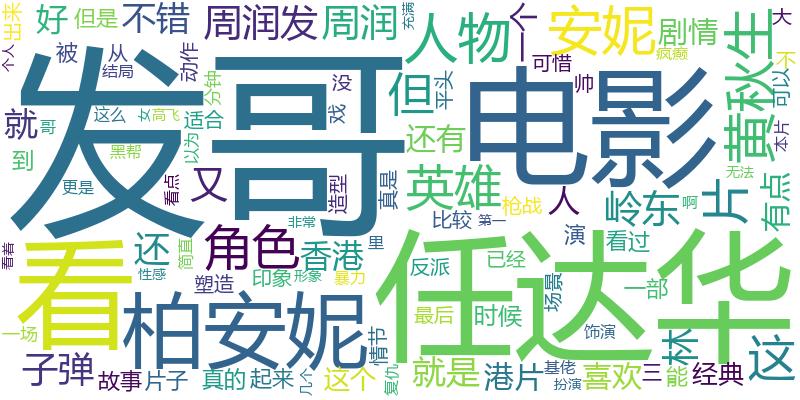 出来
好
但是
不错
周润发
周润
充满
人物
个
安妮
剧情
大
个人
被
从
结局
动作
发哥
没
戏
但
平头
可惜
帅
疯癫
黄秋生
不
可以
本片
就
哥
这么
女
高飞
分钟
适合
以为
还有
电影
到
黑帮
更是
看点
又
造型
真是
英雄
枪战
人
岭东
片
无法
有点
啊
非常
比较
第一
演
看过
看着
看
还
角色
简直
香港
里
任达华
性感
印象
形象
塑造
暴力
反派
已经
场景
一部
林
这
一场
柏安妮
情节
最后
时候
饰演
子弹
故事
片子
真的
起来
几个
这个
复仇
就是
港片
基佬
扮演
喜欢
三
能
经典